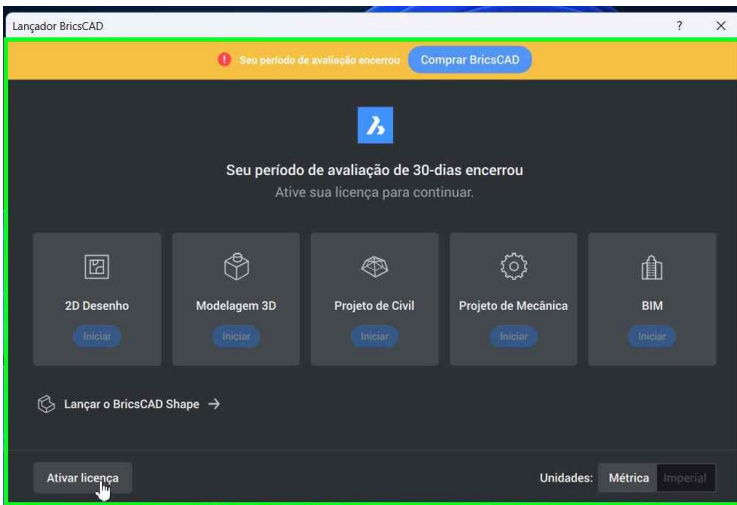 Lançador BricsCAD ? ×
Seu período de avaliação encerrou Comprar BricsCAD
Seu período de avaliação de 30-dias encerrou
Ative sua licença para continuar.
2D Desenho Modelagem 3D Projeto de Civil Projeto de Mecânica BIM
Iniciar Iniciar Iniciar Iniciar Iniciar
Lançar o BricsCAD Shape →
Ativar licença Unidades: Métrica Imperial